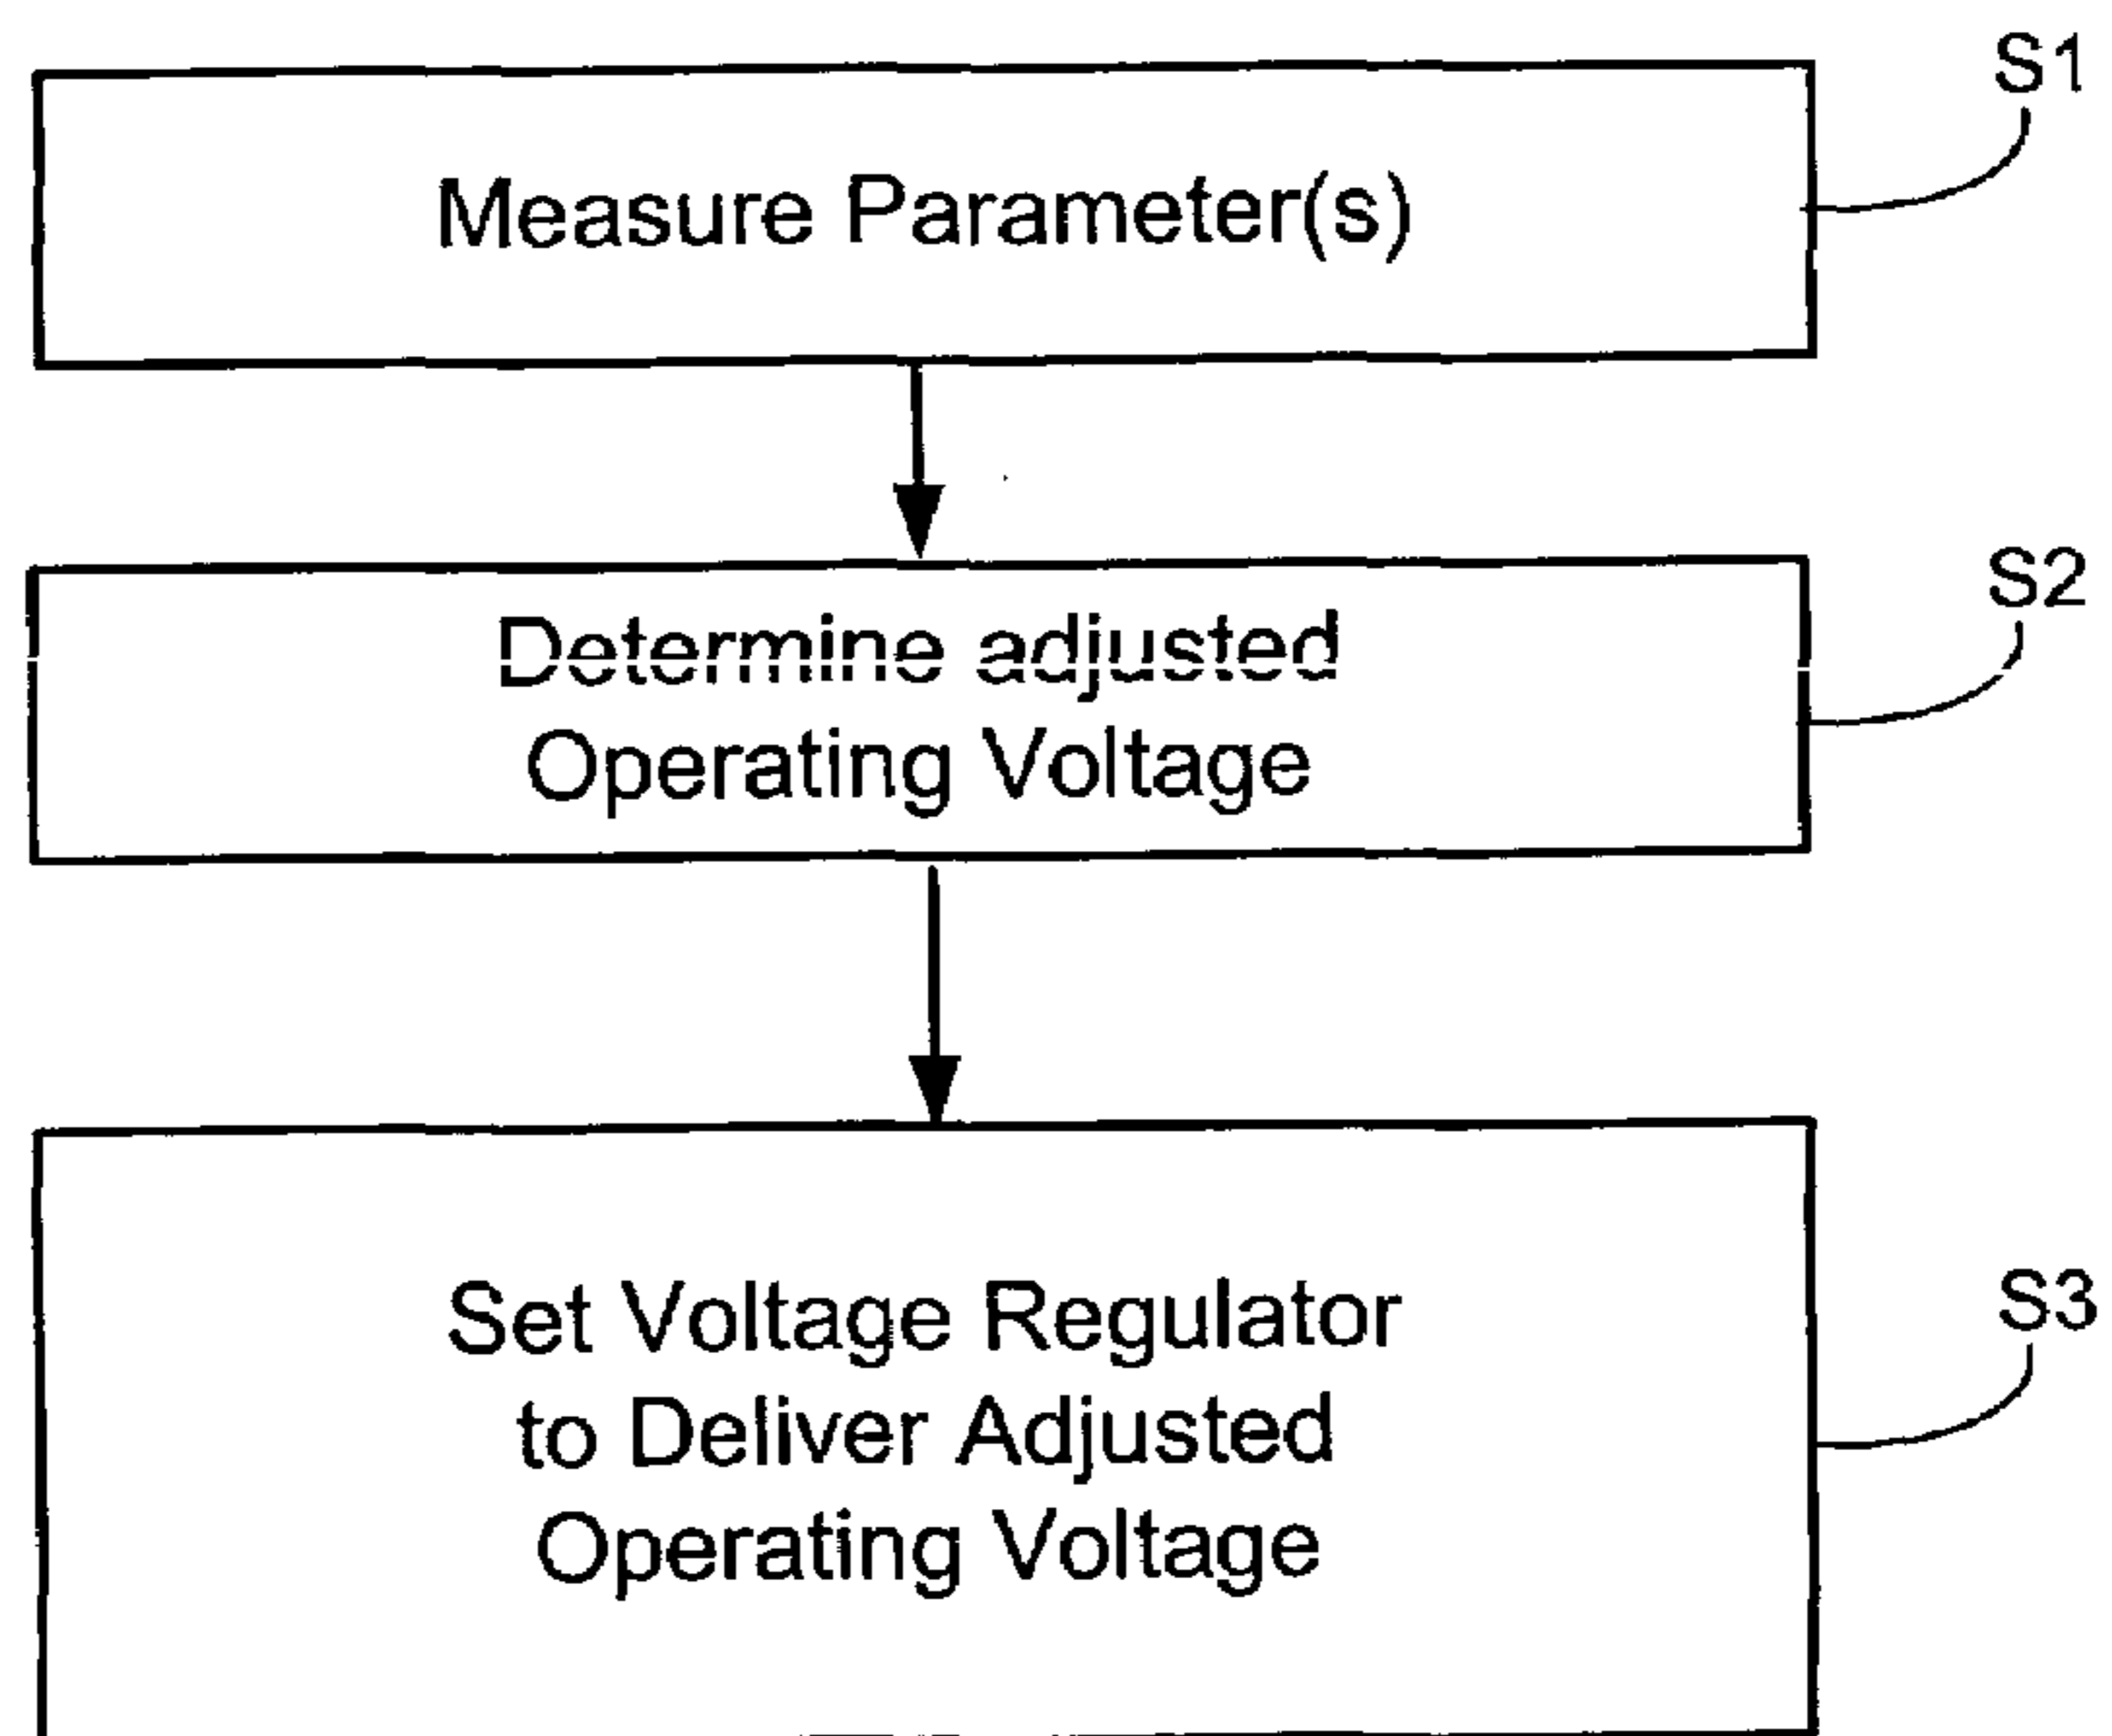 S1
Measure Parameter(s)
S2
Determine adjusted
Operating Voltage
S3
Set Voltage Regulator
to Deliver Adjusted
Operating Voltage